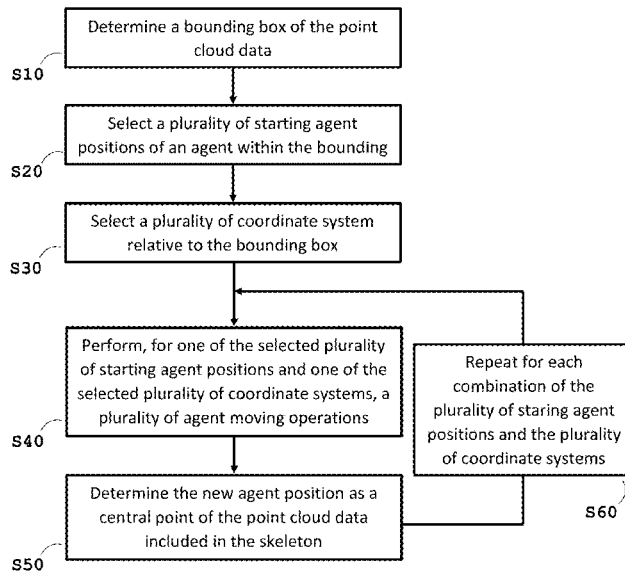 Determine a bounding box of the point
cloud data
S10
Select a plurality of starting agent
positions of an agent within the bounding
S20
Select a plurality of coordinate system
relative to the bounding box
S30
Perform, for one of the selected plurality
of starting agent positions and one of the
selected plurality of coordinate systems, a
plurality of agent moving operations
S40
Repeat for each
combination of the
plurality of staring agent
positions and the plurality
of coordinate systems
S60
Determine the new agent position as a
central point of the point cloud data
included in the skeleton
S50